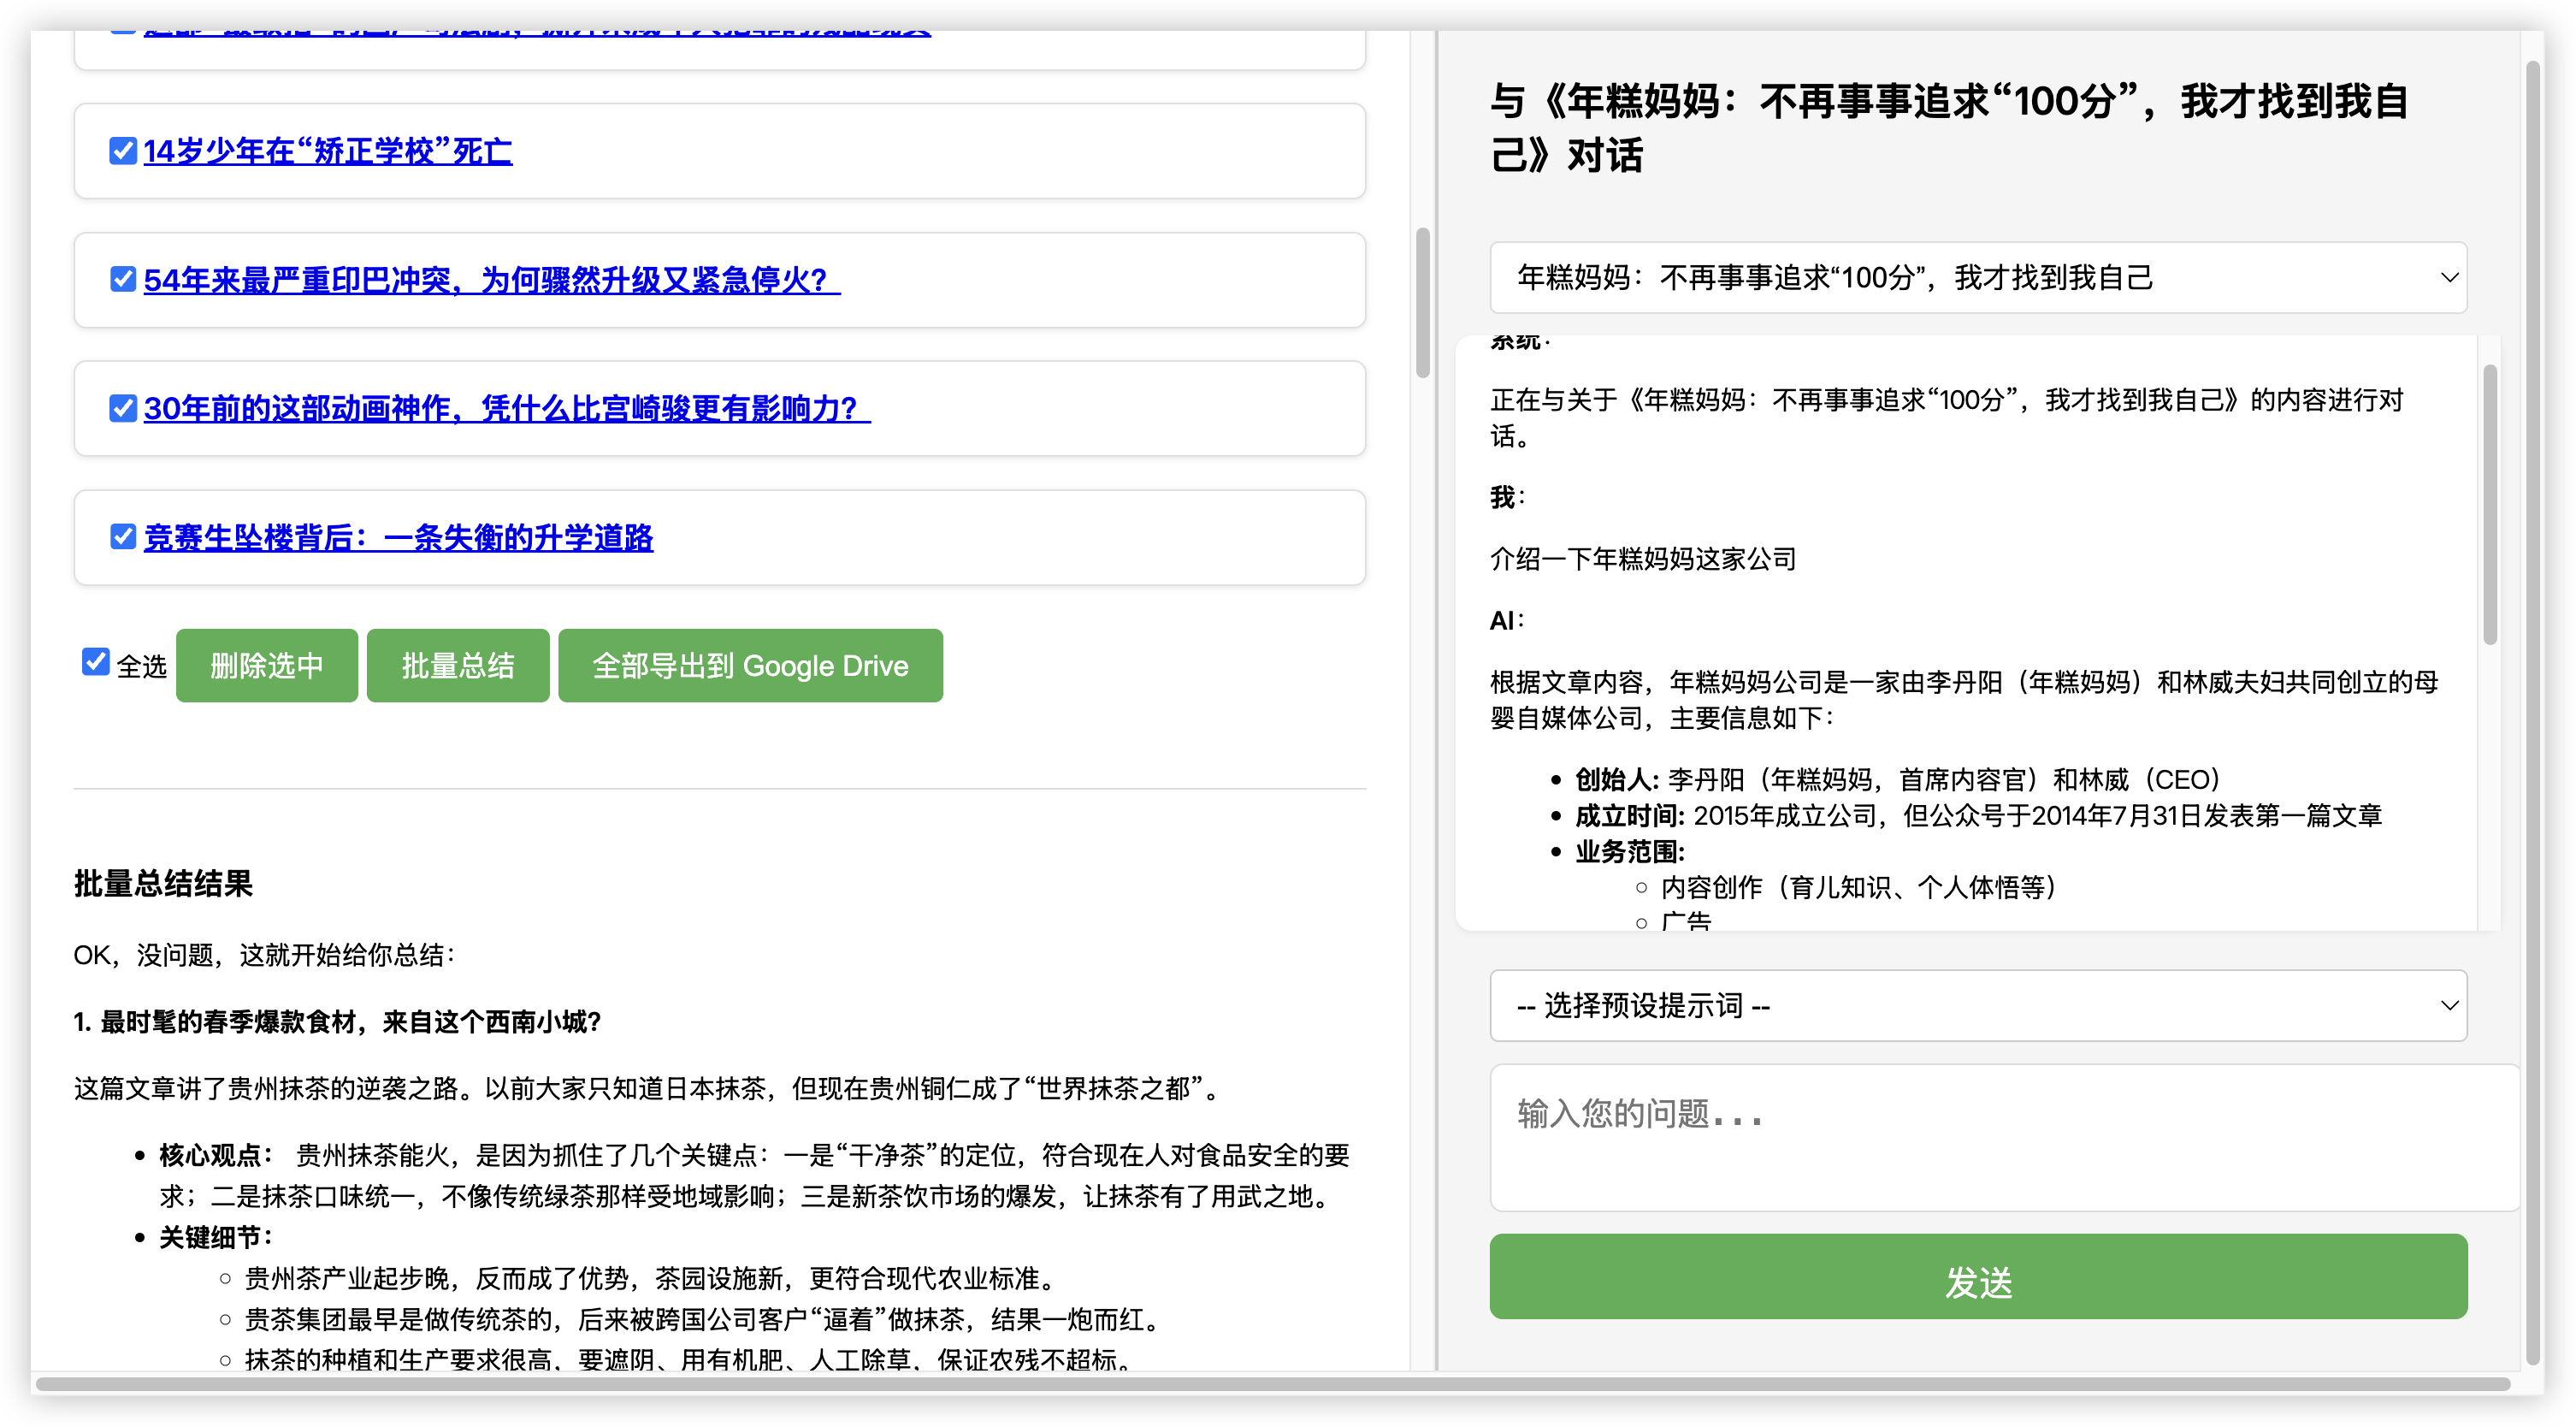 14岁少年在“矫正学校”死亡
54年来最严重印巴冲突，为何骤然升级又紧急停火？
30年前的这部动画神作，凭什么比宫崎骏更有影响力？
竞赛生坠楼背后：一条失衡的升学道路
全选 删除选中 批量总结 全部导出到 Google Drive
批量总结结果
OK，没问题，这就开始给你总结：
1. 最时髦的春季爆款食材，来自这个西南小城？
这篇文章讲了贵州抹茶的逆袭之路。以前大家只知道日本抹茶，但现在贵州铜仁成了“世界抹茶之都”。
核心观点： 贵州抹茶能火，是因为抓住了几个关键点：一是“干净茶”的定位，符合现在人对食品安全的要
求；二是抹茶口味统一，不像传统绿茶那样受地域影响；三是新茶饮市场的爆发，让抹茶有了用武之地。
关键细节：
贵州茶产业起步晚，反而成了优势，茶园设施新，更符合现代农业标准。
贵茶集团最早是做传统茶的，后来被跨国公司客户“逼着”做抹茶，结果一炮而红。
抹茶的种植和生产要求很高，要遮阴、用有机肥、人工除草，保证农残不超标。
与《年糕妈妈：不再事事追求“100分”，我才找到我自
己》对话
年糕妈妈：不再事事追求“100分”，我才找到我自己
系统：
正在与关于《年糕妈妈：不再事事追求“100分”，我才找到我自己》的内容进行对
话。
我：
介绍一下年糕妈妈这家公司
AI：
根据文章内容，年糕妈妈公司是一家由李丹阳（年糕妈妈）和林威夫妇共同创立的母
婴自媒体公司，主要信息如下：
创始人: 李丹阳（年糕妈妈，首席内容官）和林威（CEO）
成立时间: 2015年成立公司，但公众号于2014年7月31日发表第一篇文章
业务范围:
内容创作（育儿知识、个人体悟等）
广告
-- 选择预设提示词 --
输入您的问题...
发送